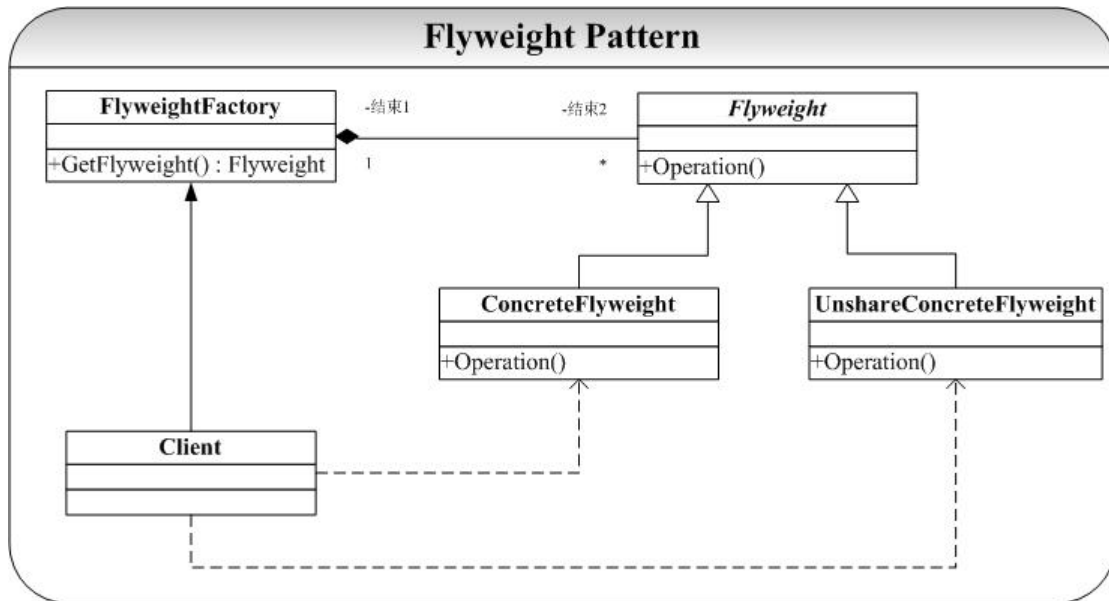 Flyweight Pattern
FlyweightFactory
-结束1
-结束2
Flyweight
+GetFlyweight() : Flyweight
1
*
+Operation()
ConcreteFlyweight
UnshareConcreteFlyweight
+Operation()
+Operation()
Client